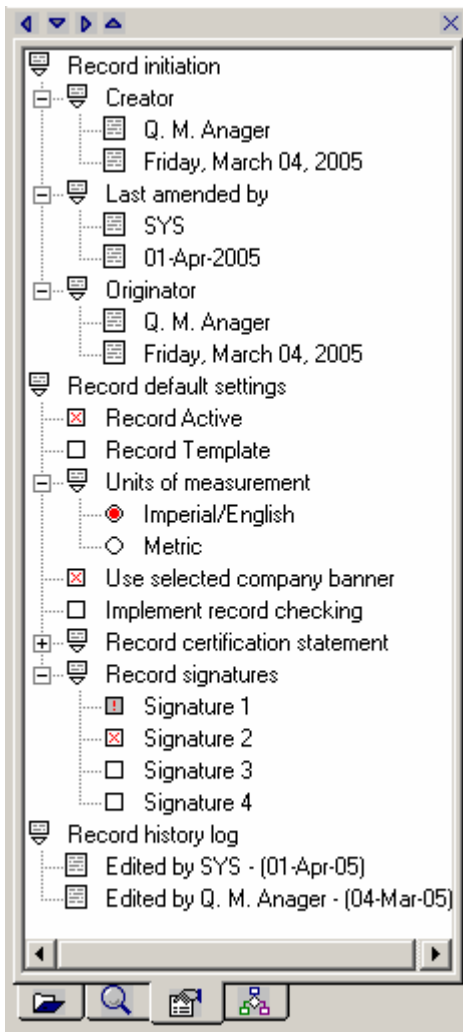 Record initiation
Creator
Q. M. Anager
Friday, March 04, 2005
Last amended by
SYS
01-Apr-2005
Originator
Q. M. Anager
Friday, March 04, 2005
Record default settings
Record Active
Record Template
Units of measurement
Imperial/English
Metric
Use selected company banner
Implement record checking
Record certification statement
Record signatures
Signature 1
Signature 2
Signature 3
Signature 4
Record history log
Edited by SYS - (01-Apr-05)
Edited by Q. M. Anager - (04-Mar-05)